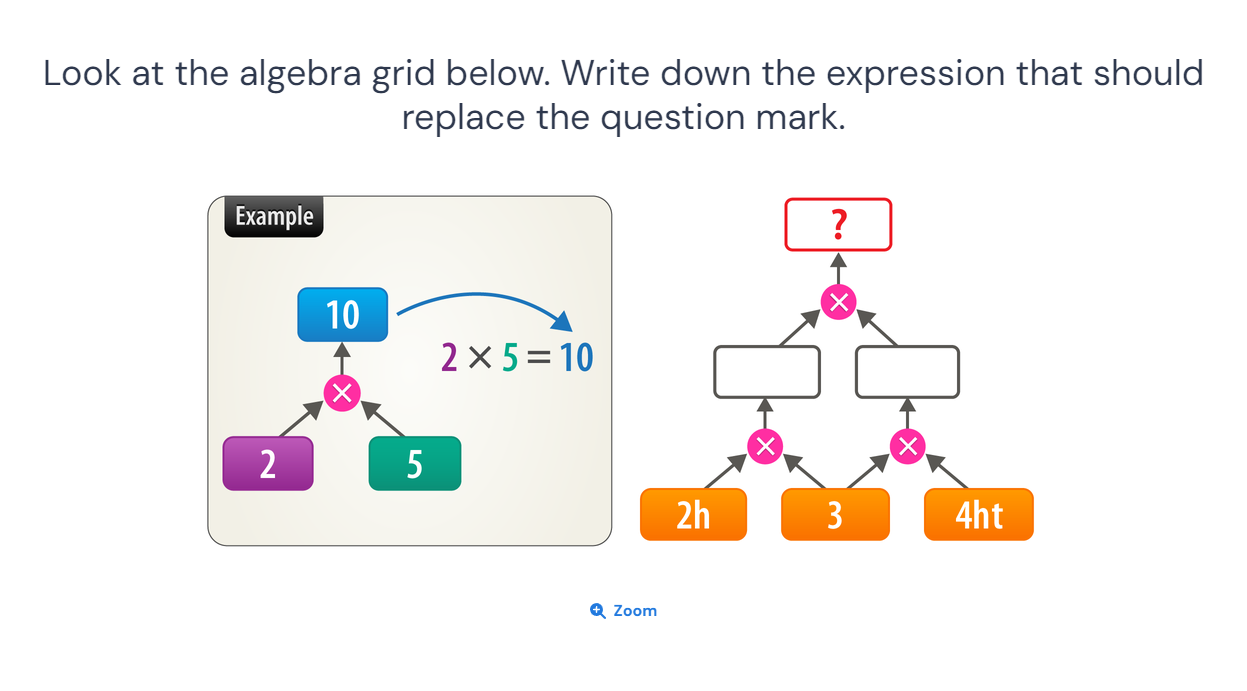 Look at the algebra grid below. Write down the expression that should
replace the question mark.
Example
10
2 × 5 = 10
×
2
5
?
×
×
×
2h
3
4ht
Zoom